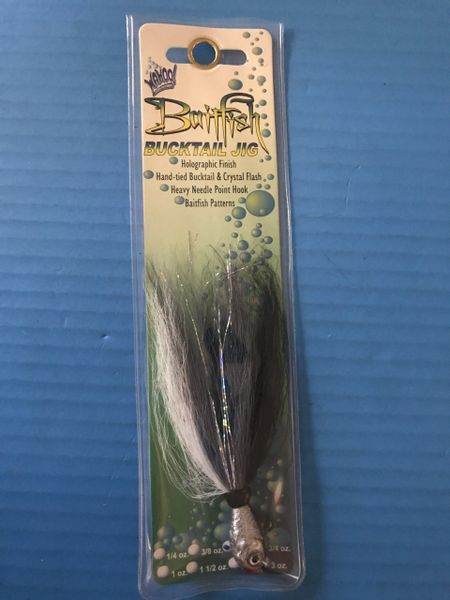 WAHOO!
Baitfish
BUCKTAIL JIG
Holographic Finish
Hand-tied Bucktail & Crystal Flash
Heavy Needle Point Hook
Baitfish Patterns
1/4 oz. 3/8 oz. 3/4 oz.
1 oz. 1 1/2 oz. 3 oz.